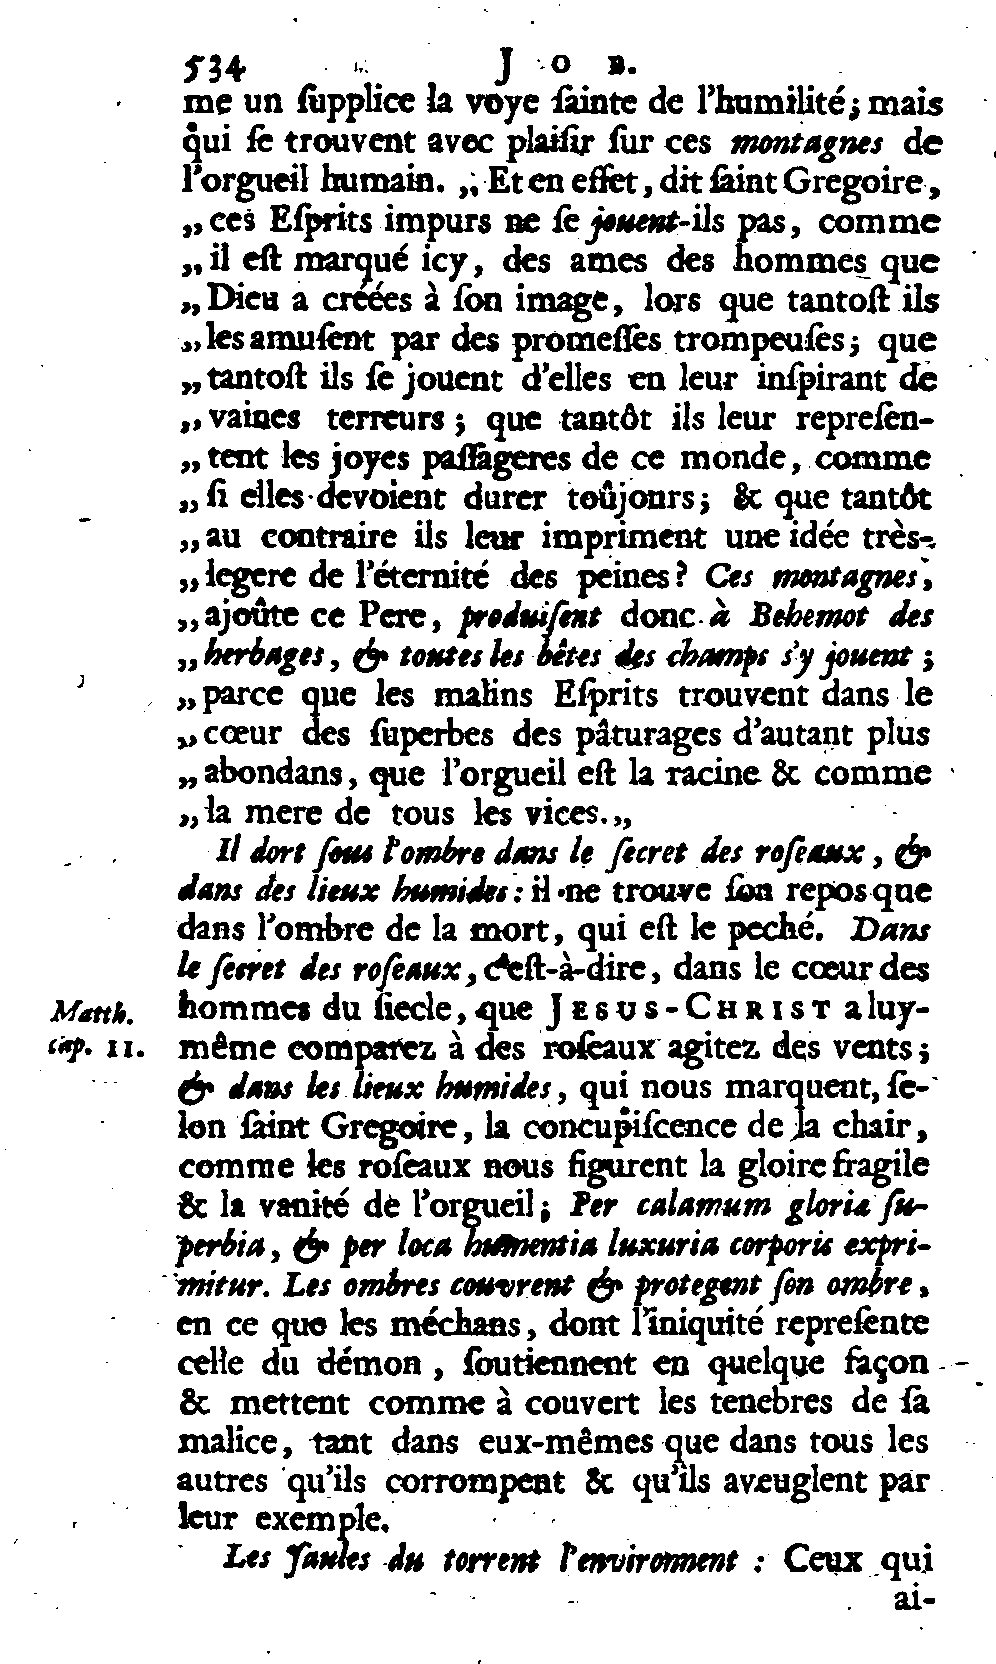 534 J O B.
me un ſupplice la voye ſainte de l'humilité; mais
qui ſe trouvent avec plaiſir ſur ces montagnes de
l'orgueil humain. „ Et en effet, dit ſaint Gregoire,
„ ces Eſprits impurs ne ſe jouent-ils pas, comme
„ il eſt marqué icy, des ames des hommes que
„ Dieu a créées à ſon image, lors que tantoſt ils
„ les amuſent par des promeſſes trompeuſes; que
„ tantoſt ils ſe jouent d'elles en leur inſpirant de
„ vaines terreurs; que tantôt ils leur repreſen-
„ tent les joyes paſſageres de ce monde, comme
„ ſi elles devoient durer toûjours; & que tantôt
„ au contraire ils leur impriment une idée très-
„ legere de l'éternité des peines? Ces montagnes,
„ ajoûte ce Pere, produiſent donc à Behemot des
„ herbages, & toutes les bêtes des champs s'y jouent;
„ parce que les malins Eſprits trouvent dans le
„ cœur des ſuperbes des pâturages d'autant plus
„ abondans, que l'orgueil eſt la racine & comme
„ la mere de tous les vices.„
Il dort ſous l'ombre dans le ſecret des roſeaux, &
dans des lieux humides: il ne trouve ſon repos que
dans l'ombre de la mort, qui eſt le peché. Dans
le ſecret des roſeaux, c'eſt-à-dire, dans le cœur des
hommes du ſiecle, que JESUS-CHRIST a luy-
Matth.
même comparez à des roſeaux agitez des vents;
cap. 11.
& dans les lieux humides, qui nous marquent, ſe-
lon ſaint Gregoire, la concupiſcence de la chair,
comme les roſeaux nous figurent la gloire fragile
& la vanité de l'orgueil; Per calamum gloria ſu-
perbia, & per loca humentia luxuria corporis expri-
mitur. Les ombres couvrent & protegent ſon ombre,
en ce que les méchans, dont l'iniquité repreſente
celle du démon, ſoutiennent en quelque façon
& mettent comme à couvert les tenebres de ſa
malice, tant dans eux-mêmes que dans tous les
autres qu'ils corrompent & qu'ils aveuglent par
leur exemple.
Les ſaules du torrent l'environnent : Ceux qui
ai-